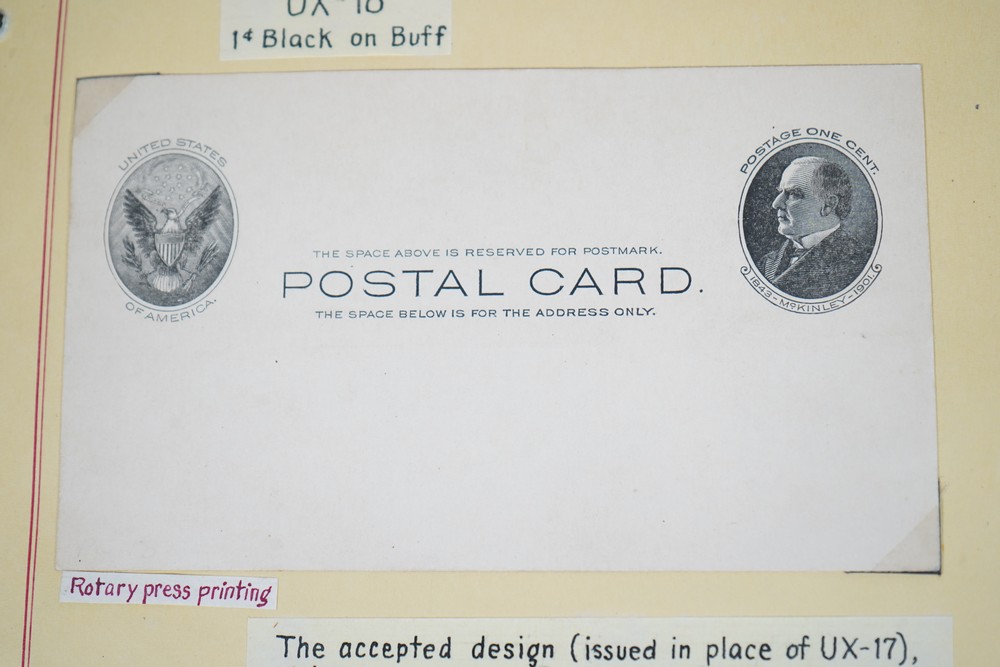 UX-18
1¢ Black on Buff
UNITED STATES
OF AMERICA.
THE SPACE ABOVE IS RESERVED FOR POSTMARK.
POSTAL CARD.
THE SPACE BELOW IS FOR THE ADDRESS ONLY.
POSTAGE ONE CENT.
1843-McKINLEY-1901.
Rotary press printing
The accepted design (issued in place of UX-17),